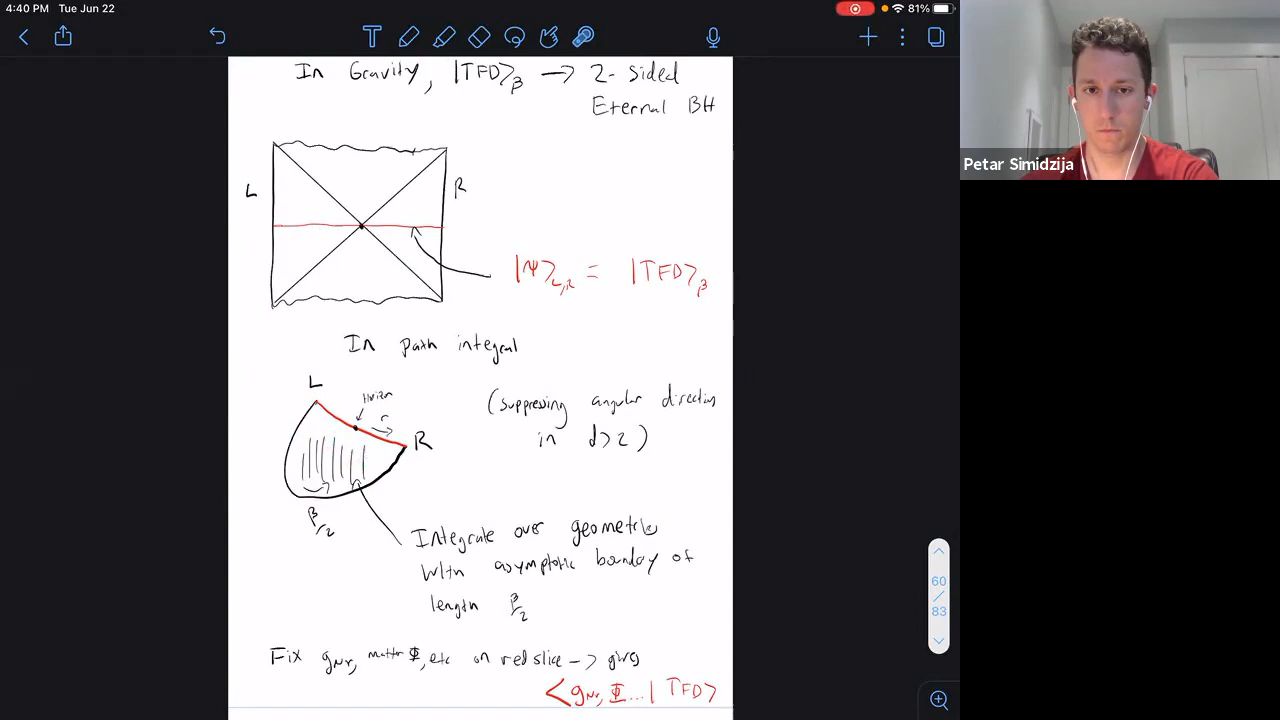 4:40 PM Tue Jun 22
81%
In Gravity, |TFD⟩β → 2-Sided
Eternal BH
L
R
|Ψ⟩L,R = |TFD⟩β
In path integral
L
Horizon
r
R
(suppressing angular direction
in d>2)
β/2
Integrate over geometries
with asymptotic boundary of
length β/2
Fix gμν, matter Φ, etc on red slice → gives
<gμν, Φ...| TFD>
60
/
83
Petar Simidzija